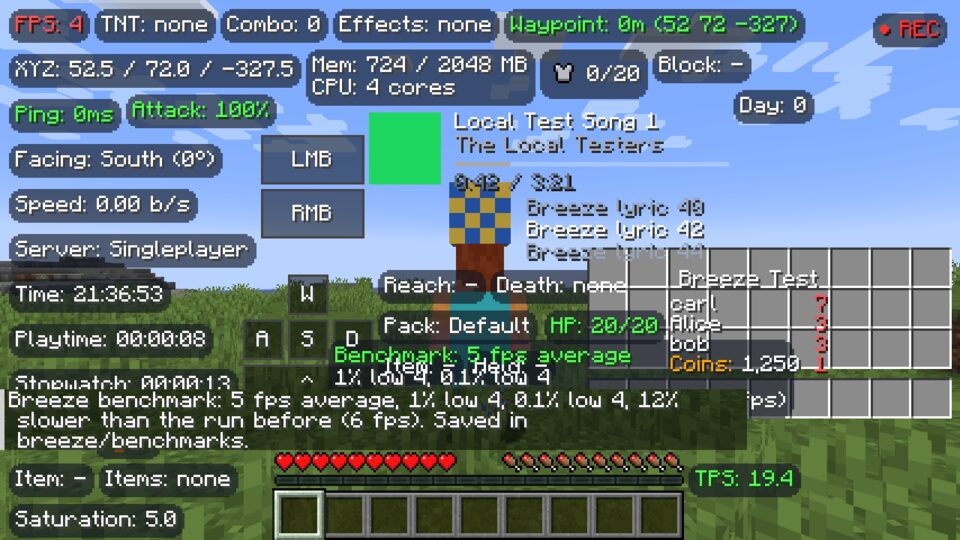 FPS: 4
TNT: none
Combo: 0
Effects: none
Waypoint: 0m (52 72 -327)
REC
XYZ: 52.5 / 72.0 / -327.5
Mem: 724 / 2048 MB
CPU: 4 cores
0/20
Block: -
Day: 0
Ping: 0ms
Attack: 100%
Local Test Song 1
The Local Testers
Facing: South (0°)
LMB
0:42 / 3:21
Speed: 0.00 b/s
RMB
Breeze lyric 40
Breeze lyric 42
Breeze lyric 44
Server: Singleplayer
Breeze Test
Reach: -
Death: none
Time: 21:36:53
W
carl 7
Alice 3
bob 3
Coins: 1,250 1
Pack: Default
HP: 20/20
Playtime: 00:00:08
A
S
D
Benchmark: 5 fps average
1% low 4, 0.1% low 4
Item: -
Held: -
Stopwatch: 00:00:13
^
fps)
Breeze benchmark: 5 fps average, 1% low 4, 0.1% low 4, 12%
slower than the run before (6 fps). Saved in
breeze/benchmarks.
Item: -
Items: none
TPS: 19.4
Saturation: 5.0